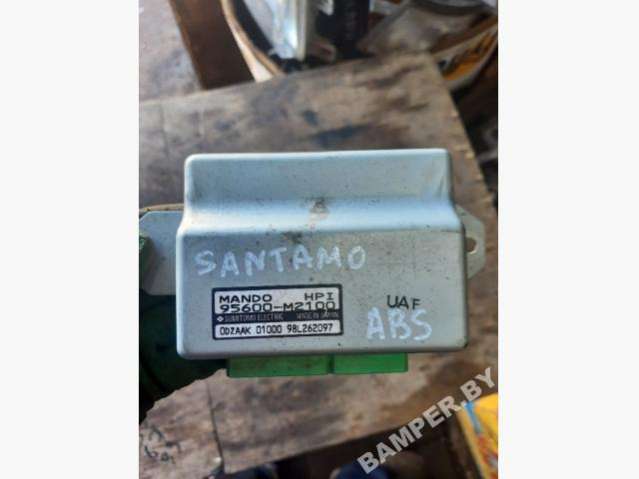 SANTAMO
MANDO HPI
95600-M2100
SUMITOMO ELECTRIC MADE IN JAPAN
ODZAAK 01000 98L262097
UAF
ABS
BAMPER.BY